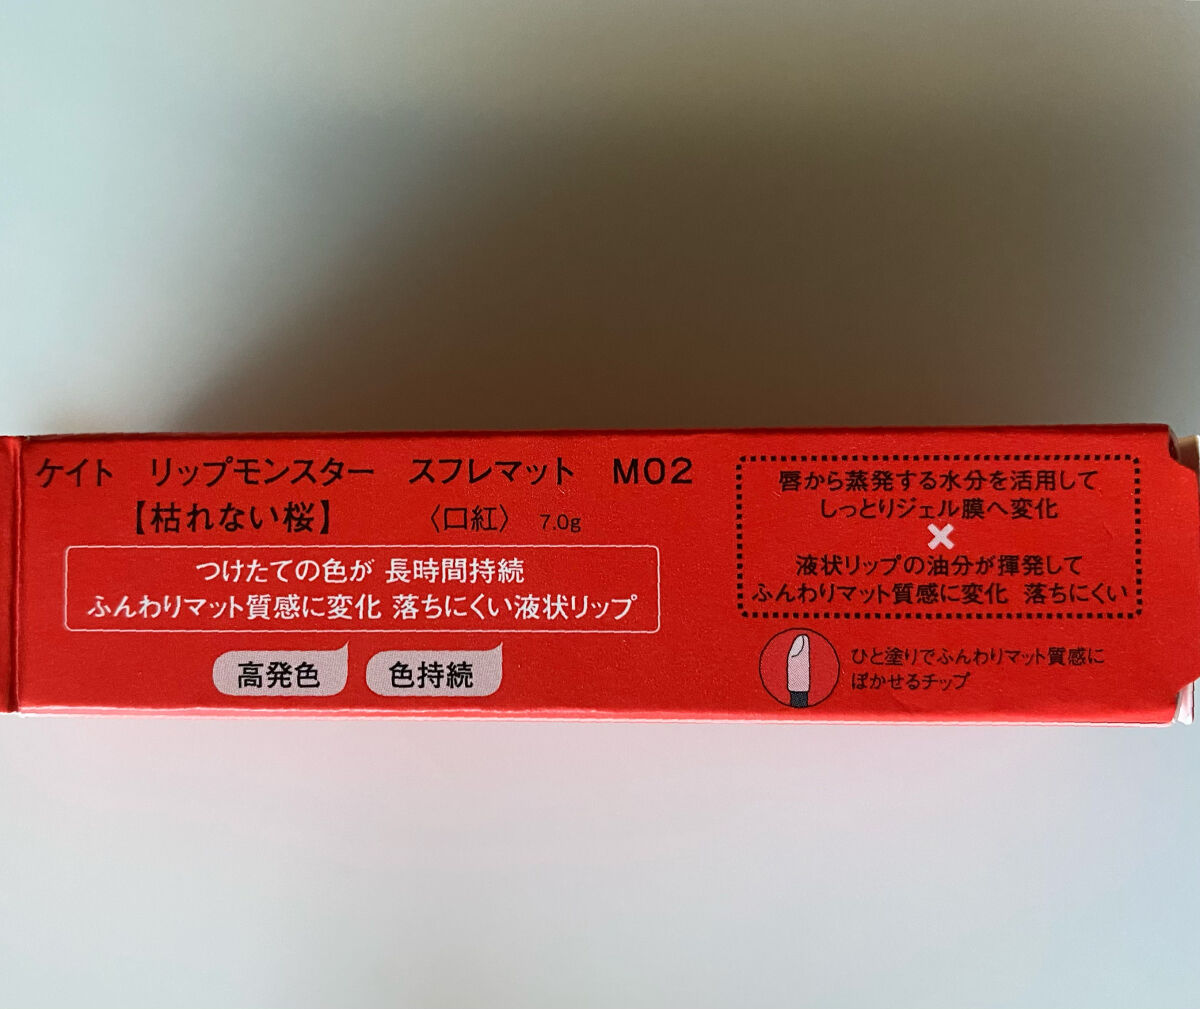 ケイト リップモンスター スフレマット M02
【枯れない桜】 〈口紅〉 7.0g
つけたての色が 長時間持続
ふんわりマット質感に変化 落ちにくい液状リップ
高発色 色持続
唇から蒸発する水分を活用して
しっとりジェル膜へ変化
×
液状リップの油分が揮発して
ふんわりマット質感に変化 落ちにくい
ひと塗りでふんわりマット質感に
ぼかせるチップ